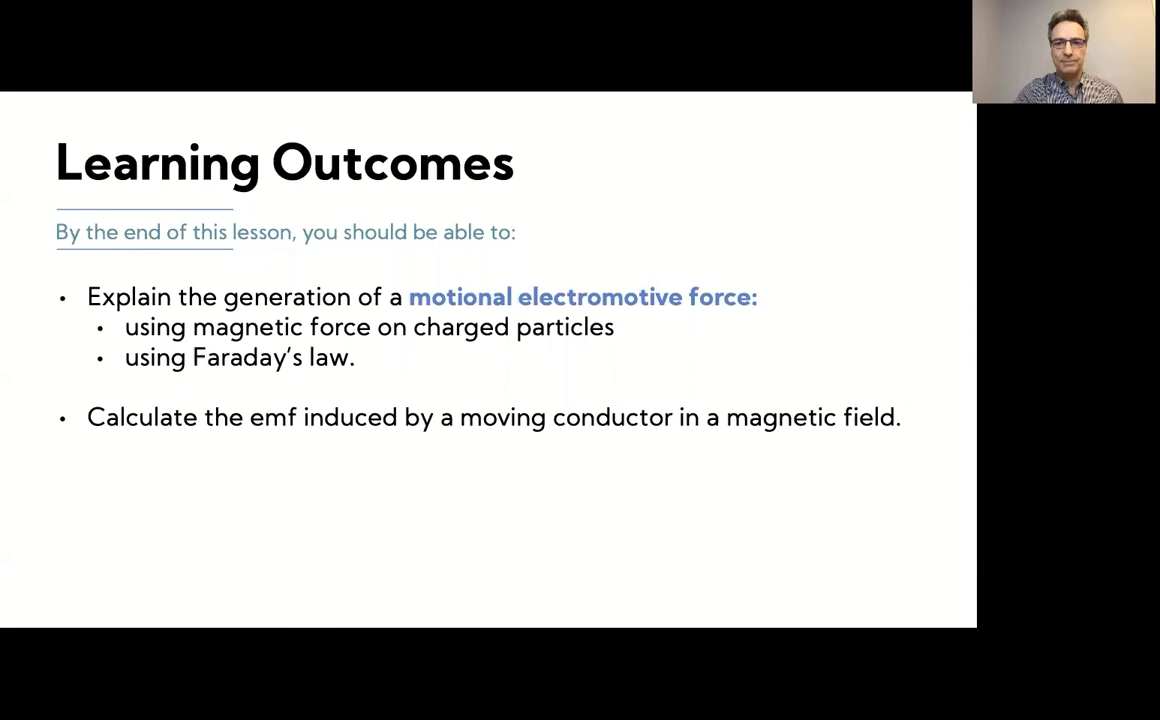 Learning Outcomes
By the end of this lesson, you should be able to:
• Explain the generation of a motional electromotive force:
• using magnetic force on charged particles
• using Faraday’s law.
• Calculate the emf induced by a moving conductor in a magnetic field.